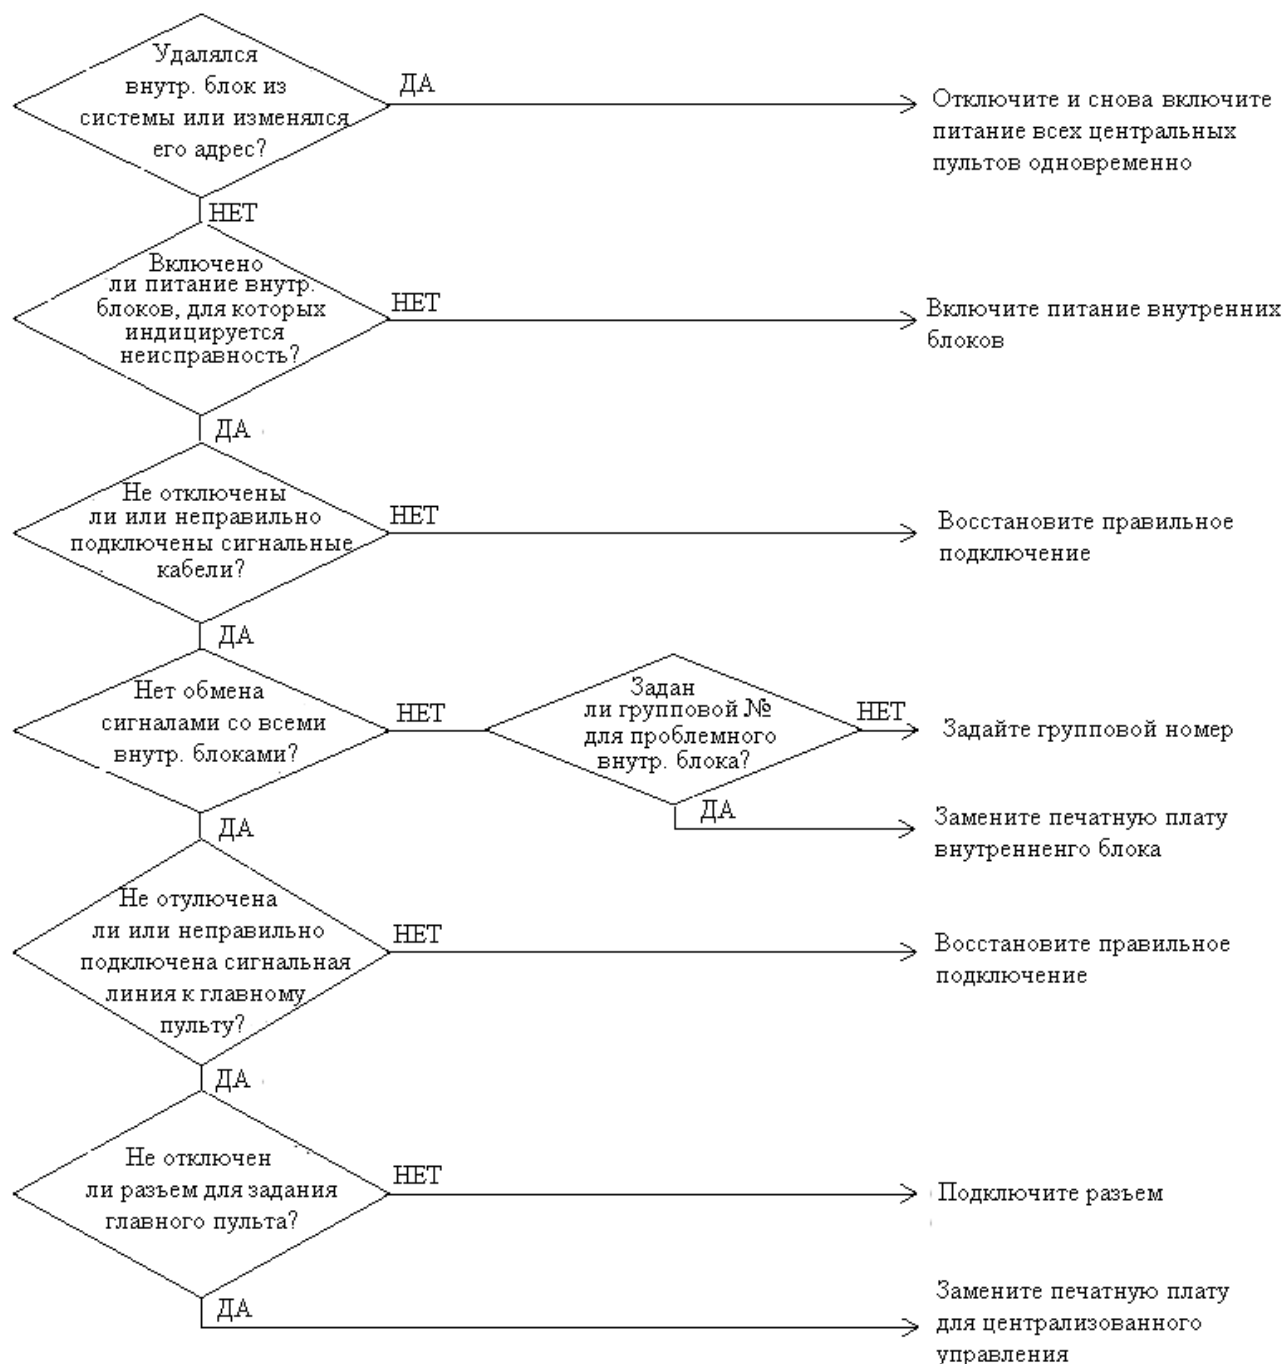 Удалялся
внутр. блок из
системы или изменялся
его адрес?
ДА
Отключите и снова включите
питание всех центральных
пультов одновременно
НЕТ
Включено
ли питание внутр.
блоков, для которых
индицируется
неисправность?
НЕТ
Включите питание внутренних
блоков
ДА
Не отключены
ли или неправильно
подключены сигнальные
кабели?
НЕТ
Восстановите правильное
подключение
ДА
Нет обмена
сигналами со всеми
внутр. блоками?
НЕТ
Задан
ли групповой №
для проблемного
внутр. блока?
НЕТ
Задайте групповой номер
ДА
Замените печатную плату
внутренненго блока
ДА
Не отулючена
ли или неправильно
подключена сигнальная
линия к главному
пульту?
НЕТ
Восстановите правильное
подключение
ДА
Не отключен
ли разъем для задания
главного пульта?
НЕТ
Подключите разъем
ДА
Замените печатную плату
для централизованного
управления